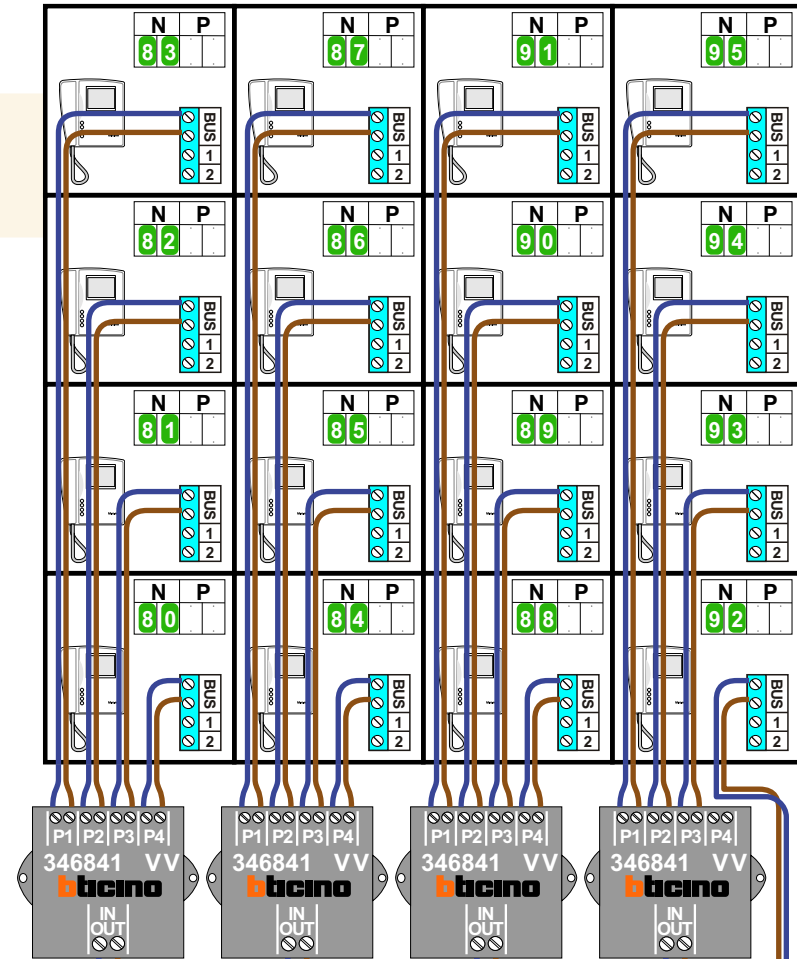 N P N P N P N P
83 87 91 95
BUS BUS BUS BUS
1 1 1 1
2 2 2 2
N P N P N P N P
82 86 90 94
BUS BUS BUS BUS
1 1 1 1
2 2 2 2
N P N P N P N P
81 85 89 93
BUS BUS BUS BUS
1 1 1 1
2 2 2 2
N P N P N P N P
80 84 88 92
BUS BUS BUS BUS
1 1 1 1
2 2 2 2
P1 P2 P3 P4 P1 P2 P3 P4 P1 P2 P3 P4 P1 P2 P3 P4
346841 VV 346841 VV 346841 VV 346841 VV
bticino bticino bticino bticino
IN IN IN IN
OUT OUT OUT OUT